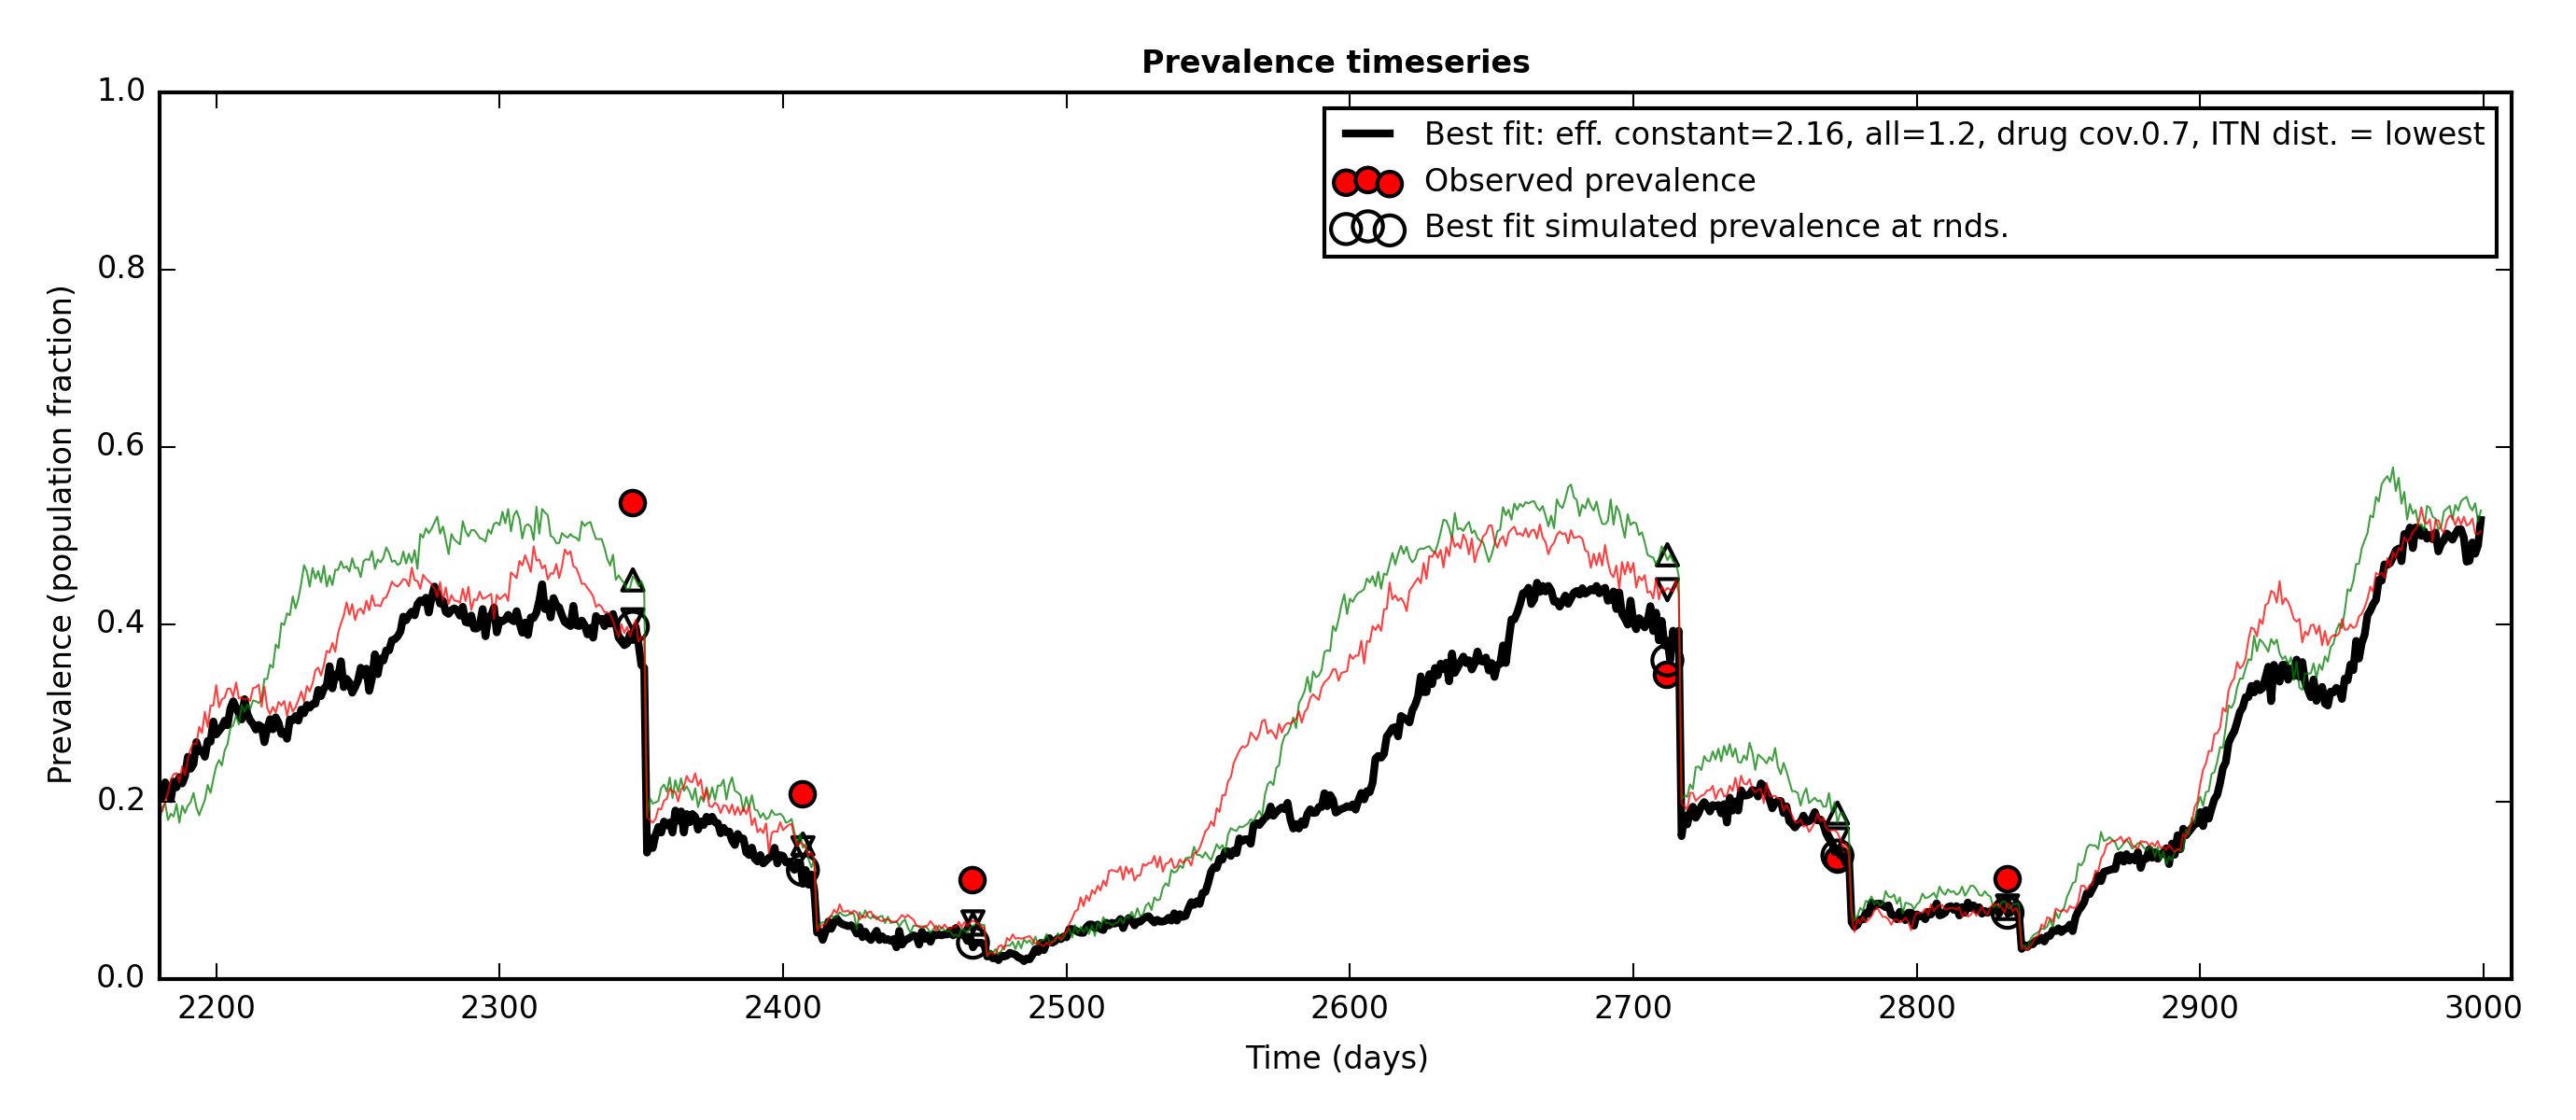 Prevalence timeseries
1.0
0.8
0.6
0.4
0.2
0.0
Prevalence (population fraction)
Best fit: eff. constant=2.16, all=1.2, drug cov.0.7, ITN dist. = lowest
Observed prevalence
Best fit simulated prevalence at rnds.
2200 2300 2400 2500 2600 2700 2800 2900 3000
Time (days)